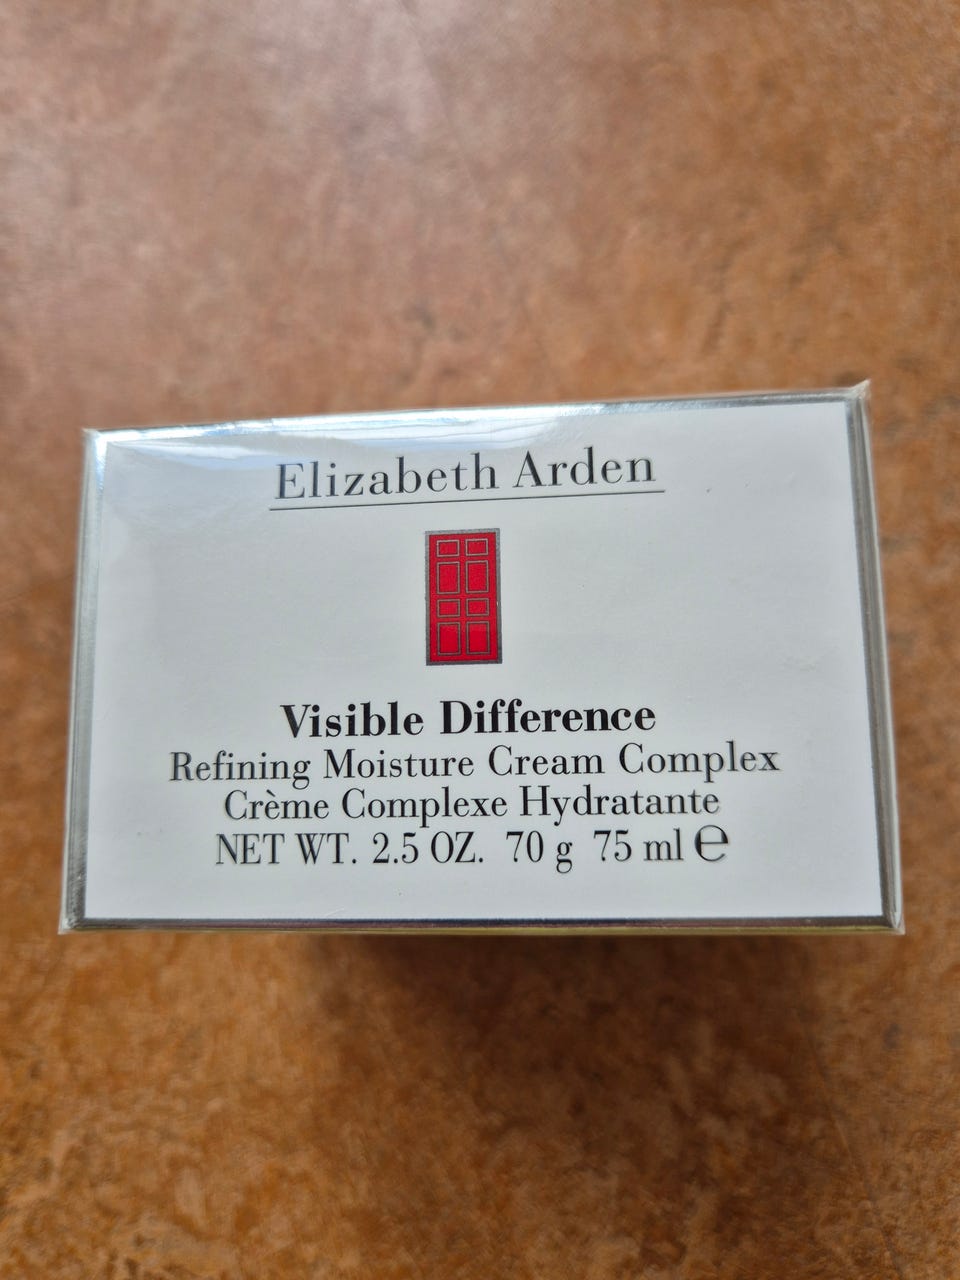 Elizabeth Arden
Visible Difference
Refining Moisture Cream Complex
Crème Complexe Hydratante
NET WT. 2.5 OZ. 70 g 75 ml ℮